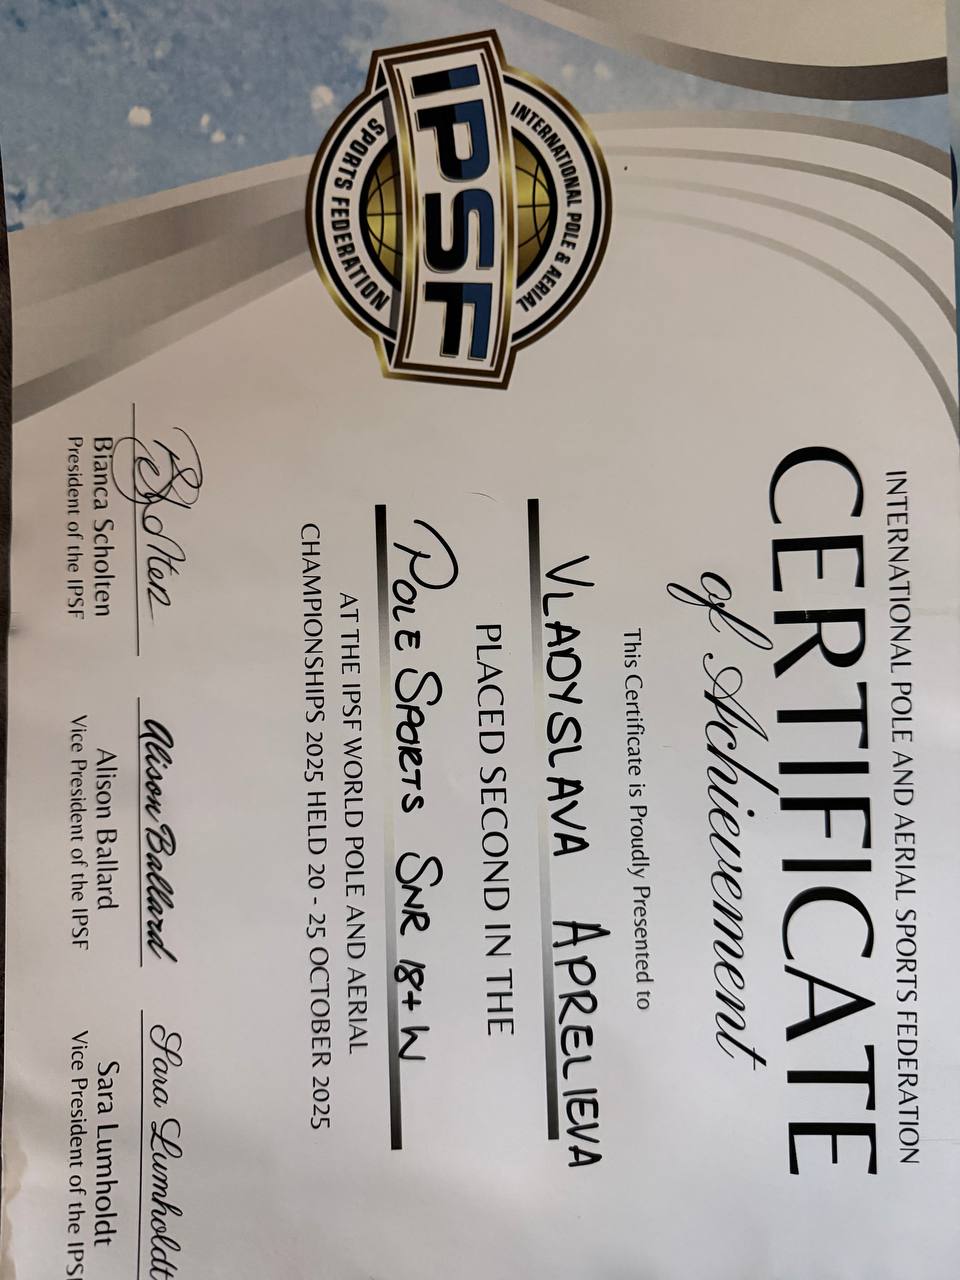 INTERNATIONAL POLE AND AERIAL SPORTS FEDERATION
CERTIFICATE
of Achievement
This Certificate is Proudly Presented to
VLADYSLAVA APRELIEVA
PLACED SECOND IN THE
POLE SPORTS SNR 18+ W
AT THE IPSF WORLD POLE AND AERIAL
CHAMPIONSHIPS 2025 HELD 20 - 25 OCTOBER 2025
INTERNATIONAL POLE & AERIAL
IPSF
SPORTS FEDERATION
Alison Ballard
Sara Lumholdt
Bianca Scholten
President of the IPSF
Alison Ballard
Vice President of the IPSF
Sara Lumholdt
Vice President of the IPSF